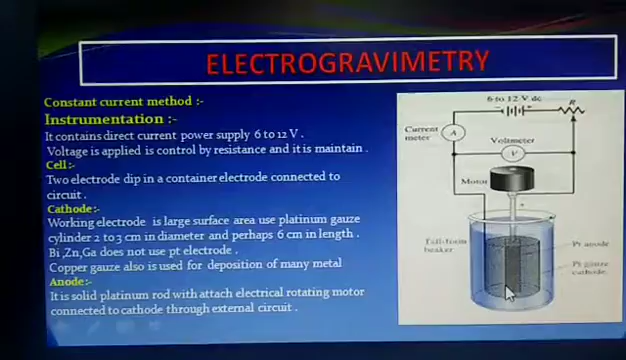 ELECTROGRAVIMETRY
Constant current method :-
Instrumentation :-
It contains direct current power supply 6 to 12 V .
Voltage is applied is control by resistance and it is maintain .
Cell:-
Two electrode dip in a container electrode connected to
circuit .
Cathode:-
Working electrode is large surface area use platinum gauze
cylinder 2 to 3 cm in diameter and perhaps 6 cm in length .
Bi ,Zn,Ga does not use pt electrode .
Copper gauze also is used for deposition of many metal
Anode:-
It is solid platinum rod with attach electrical rotating motor
connected to cathode through external circuit .
6 to 12-V dc
R
Current
meter
A
Voltmeter
V
Motor
Tall-form
beaker
Pt anode
Pt gauze
cathode